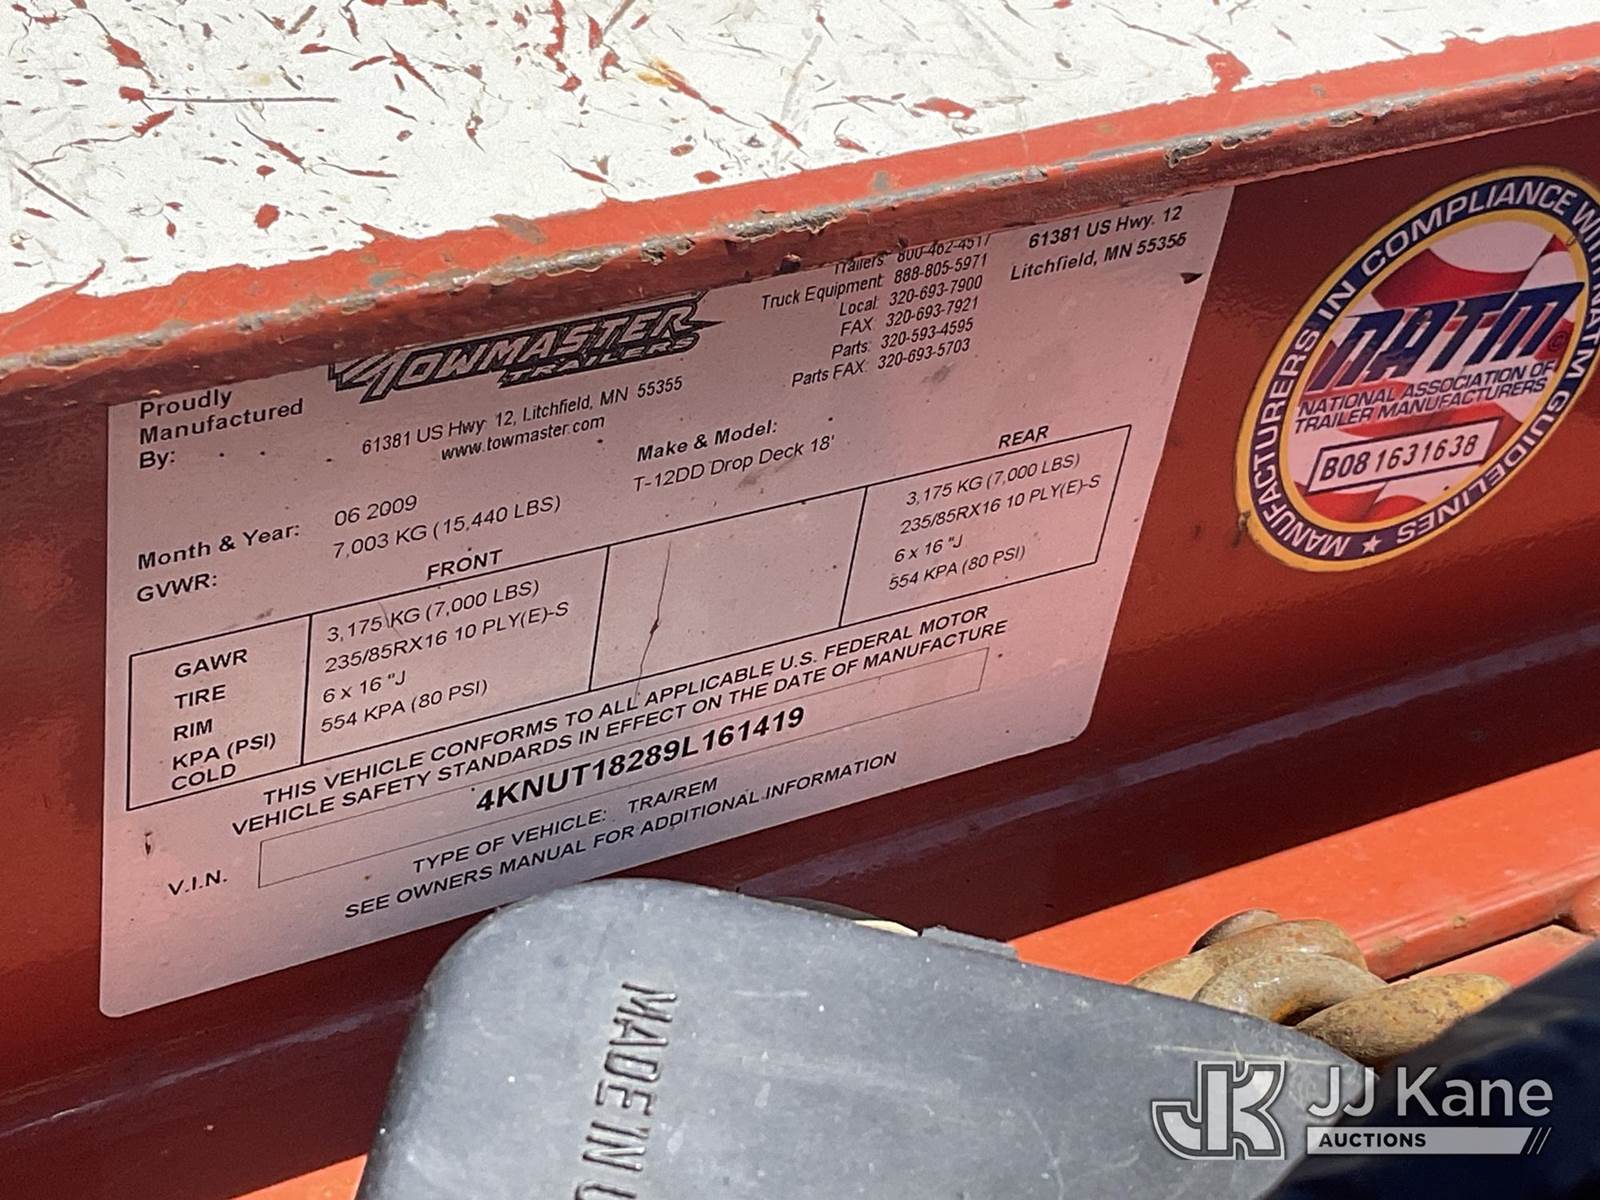 Proudly
Manufactured
By:
TOWMASTER
TRAILERS
61381 US Hwy. 12, Litchfield, MN 55355
www.towmaster.com
Trailers: 800-462-4517
Truck Equipment: 888-805-5971
Local: 320-693-7900
FAX: 320-693-7921
Parts: 320-593-4595
Parts FAX: 320-693-5703
61381 US Hwy. 12
Litchfield, MN 55355
Month & Year: 06 2009
GVWR: 7,003 KG (15,440 LBS)
Make & Model:
T-12DD Drop Deck 18'
FRONT REAR
GAWR 3,175 KG (7,000 LBS) 3,175 KG (7,000 LBS)
TIRE 235/85RX16 10 PLY(E)-S 235/85RX16 10 PLY(E)-S
RIM 6 x 16 "J 6 x 16 "J
KPA (PSI) 554 KPA (80 PSI) 554 KPA (80 PSI)
COLD
THIS VEHICLE CONFORMS TO ALL APPLICABLE U.S. FEDERAL MOTOR
VEHICLE SAFETY STANDARDS IN EFFECT ON THE DATE OF MANUFACTURE
V.I.N. 4KNUT18289L161419
TYPE OF VEHICLE: TRA/REM
SEE OWNERS MANUAL FOR ADDITIONAL INFORMATION
MANUFACTURERS IN COMPLIANCE WITH NATM GUIDELINES
NATM ©
NATIONAL ASSOCIATION OF
TRAILER MANUFACTURERS
B081631638
MADE IN U
JK JJ Kane
AUCTIONS